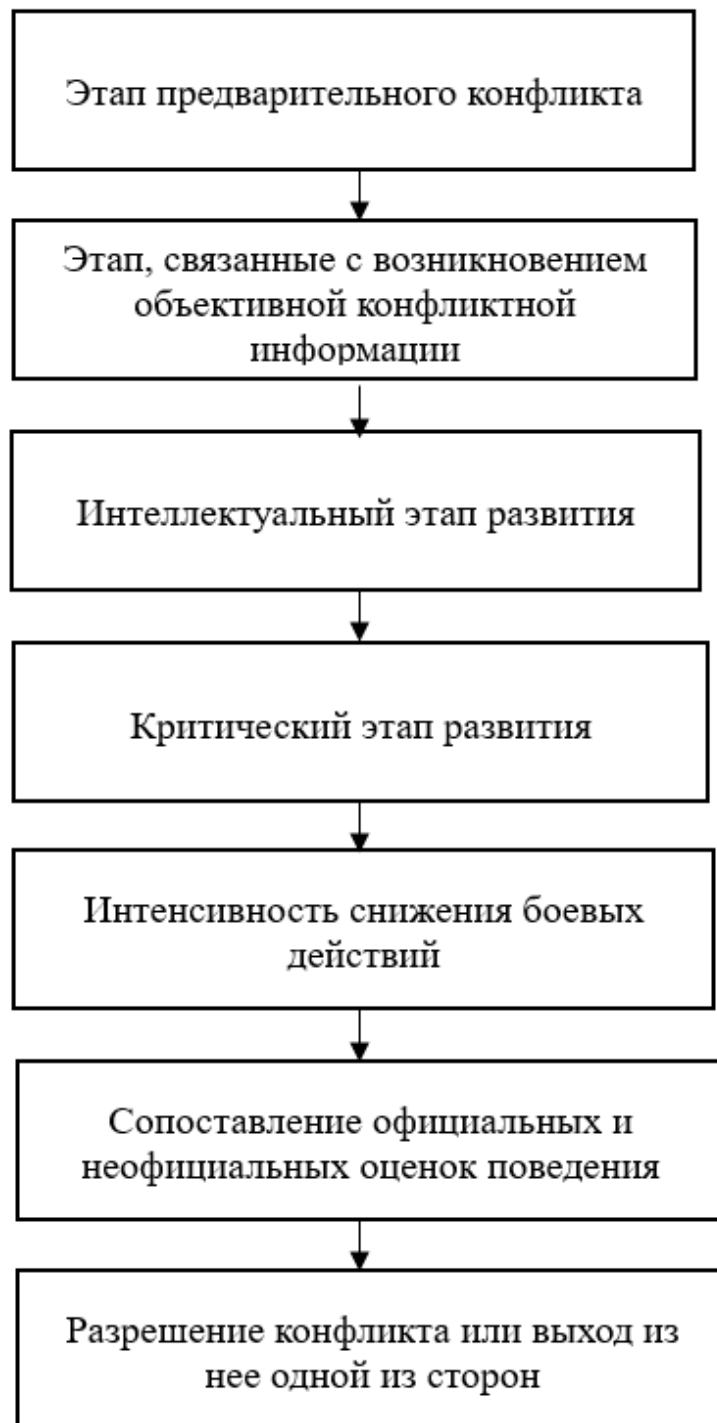 Этап предварительного конфликта
Этап, связанные с возникновением
объективной конфликтной
информации
Интеллектуальный этап развития
Критический этап развития
Интенсивность снижения боевых
действий
Сопоставление официальных и
неофициальных оценок поведения
Разрешение конфликта или выход из
нее одной из сторон